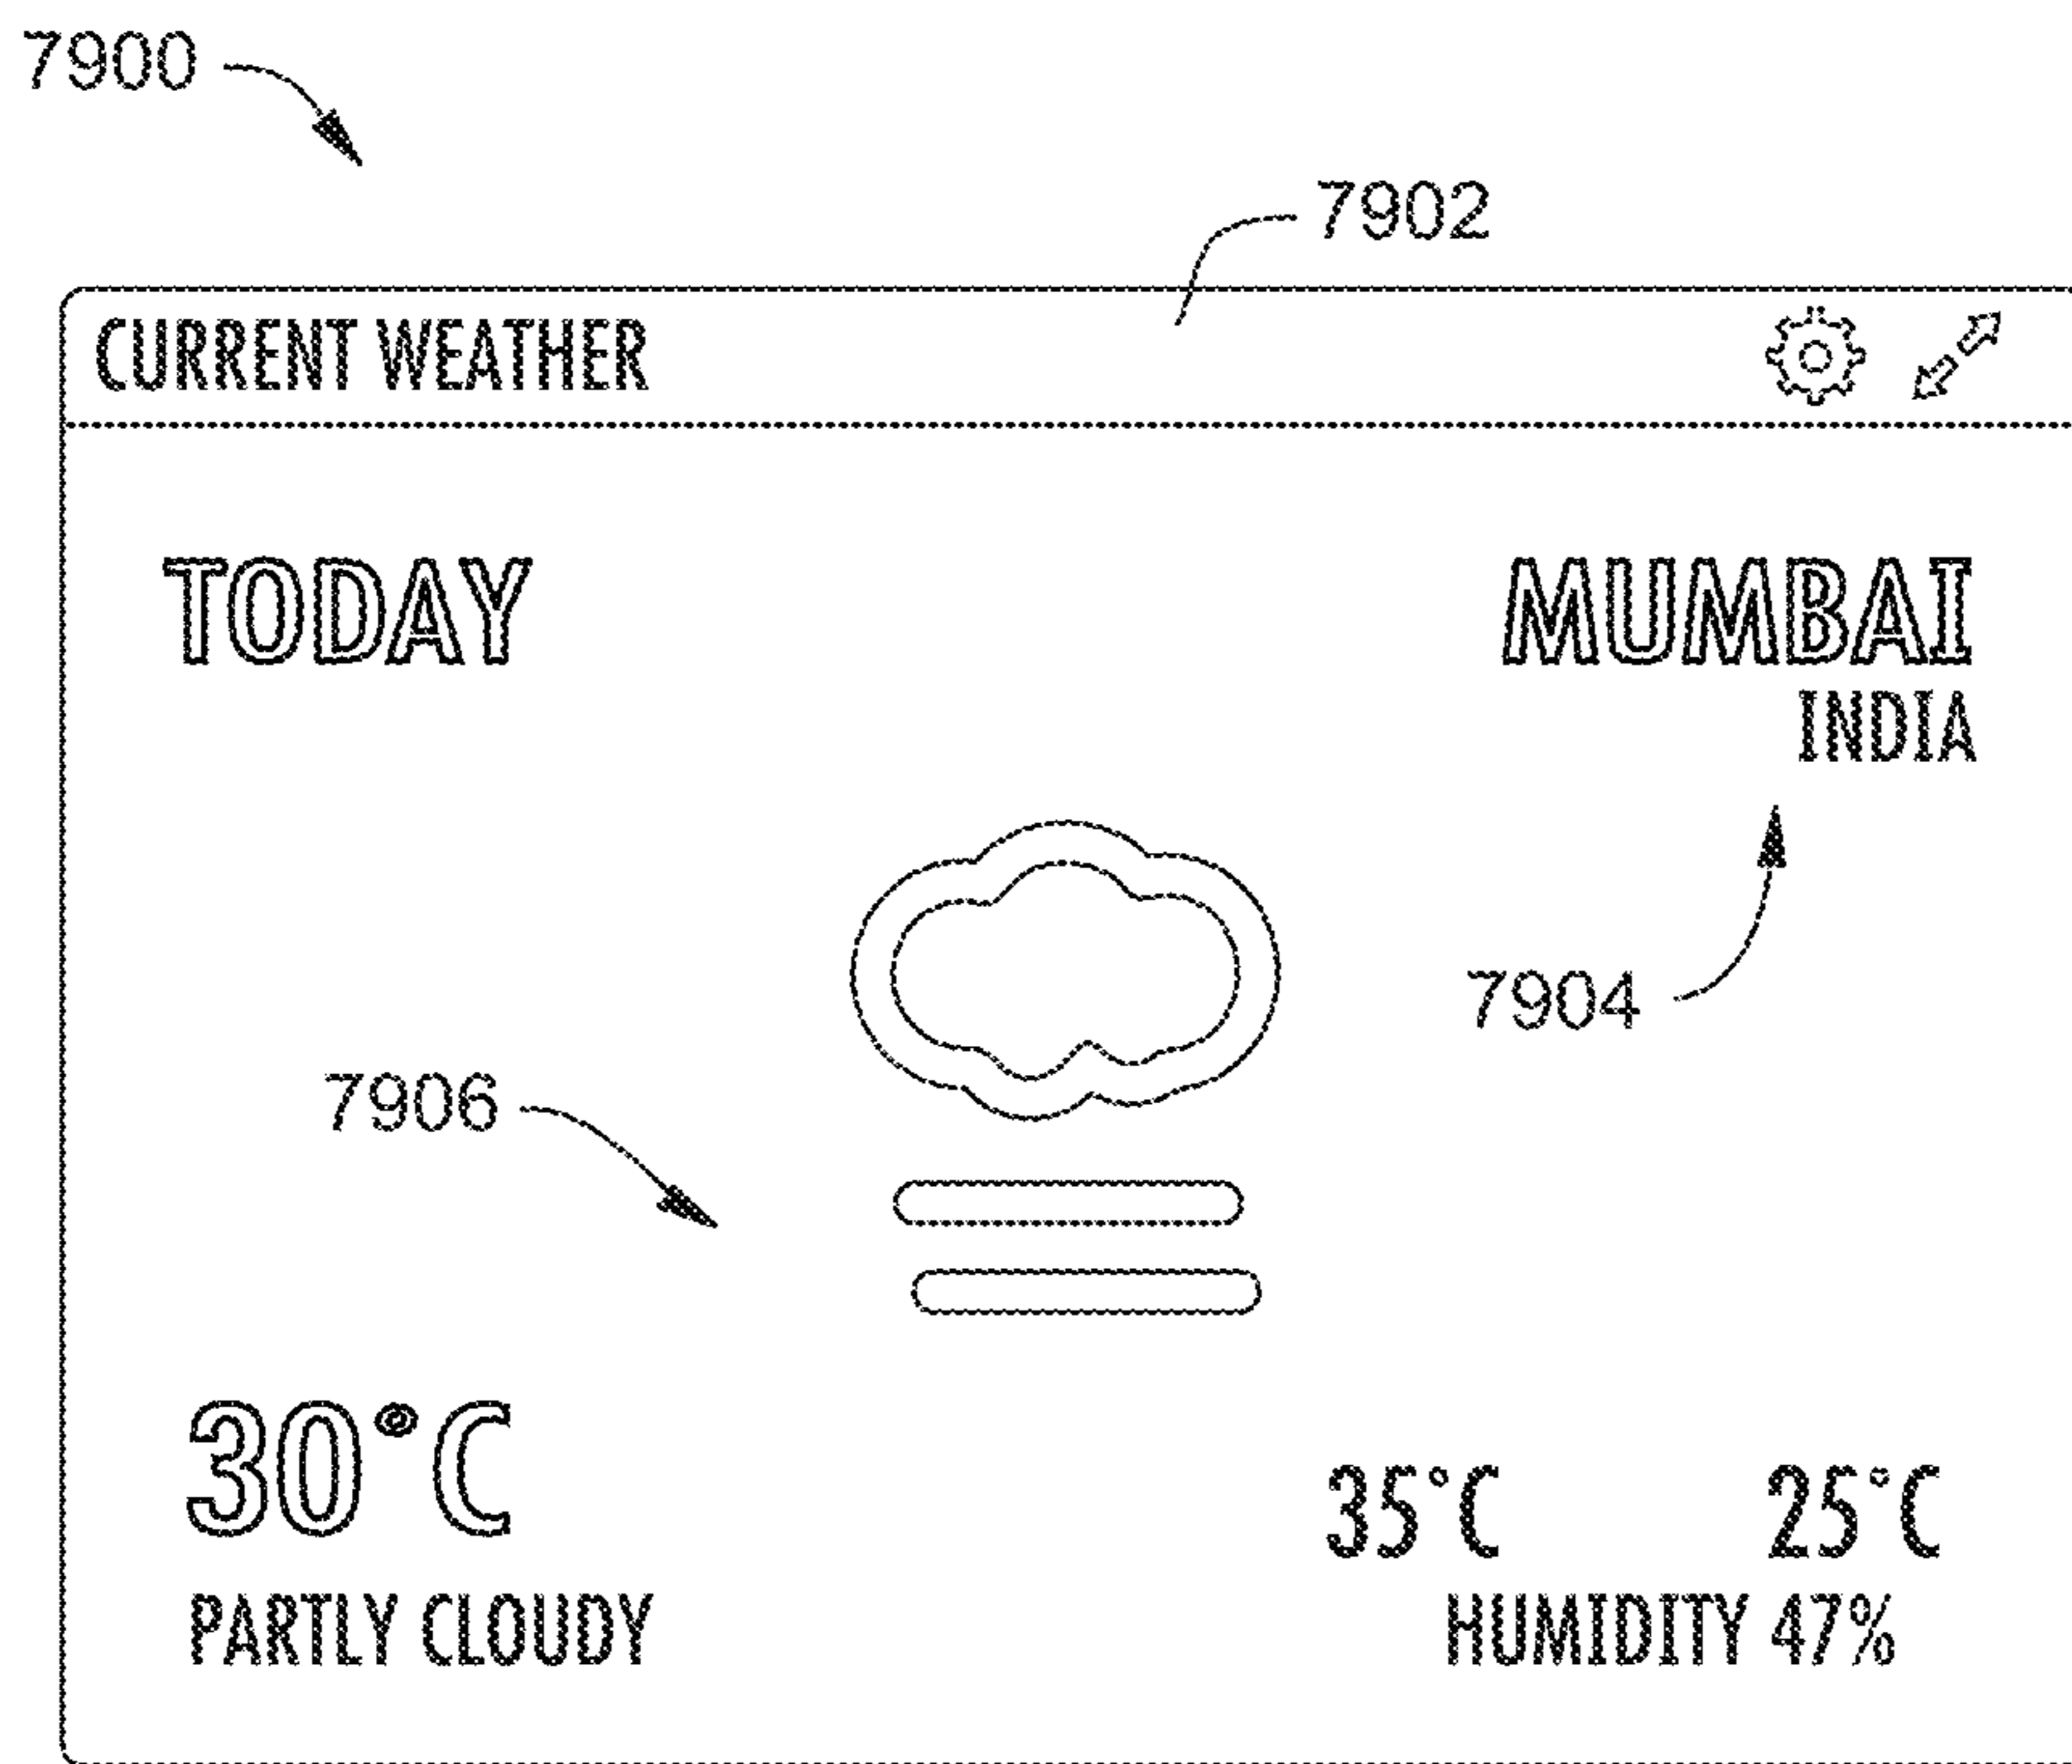 7900
7902
CURRENT WEATHER
TODAY
MUMBAI
INDIA
7904
7906
30°C
35°C 25°C
PARTLY CLOUDY
HUMIDITY 47%